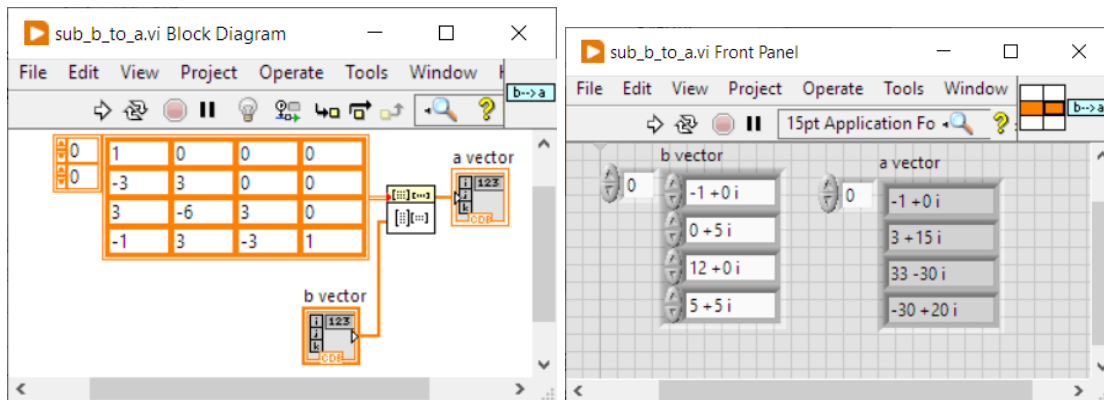 sub_b_to_a.vi Block Diagram
File Edit View Project Operate Tools Window
b-->a
0
0
1 0 0 0
-3 3 0 0
3 -6 3 0
-1 3 -3 1
a vector
i 123
j
k
CDB
b vector
i 123
j
k
CDB
sub_b_to_a.vi Front Panel
File Edit View Project Operate Tools Window
b-->a
15pt Application Fo
b vector
0
-1 +0 i
0 +5 i
12 +0 i
5 +5 i
a vector
0
-1 +0 i
3 +15 i
33 -30 i
-30 +20 i